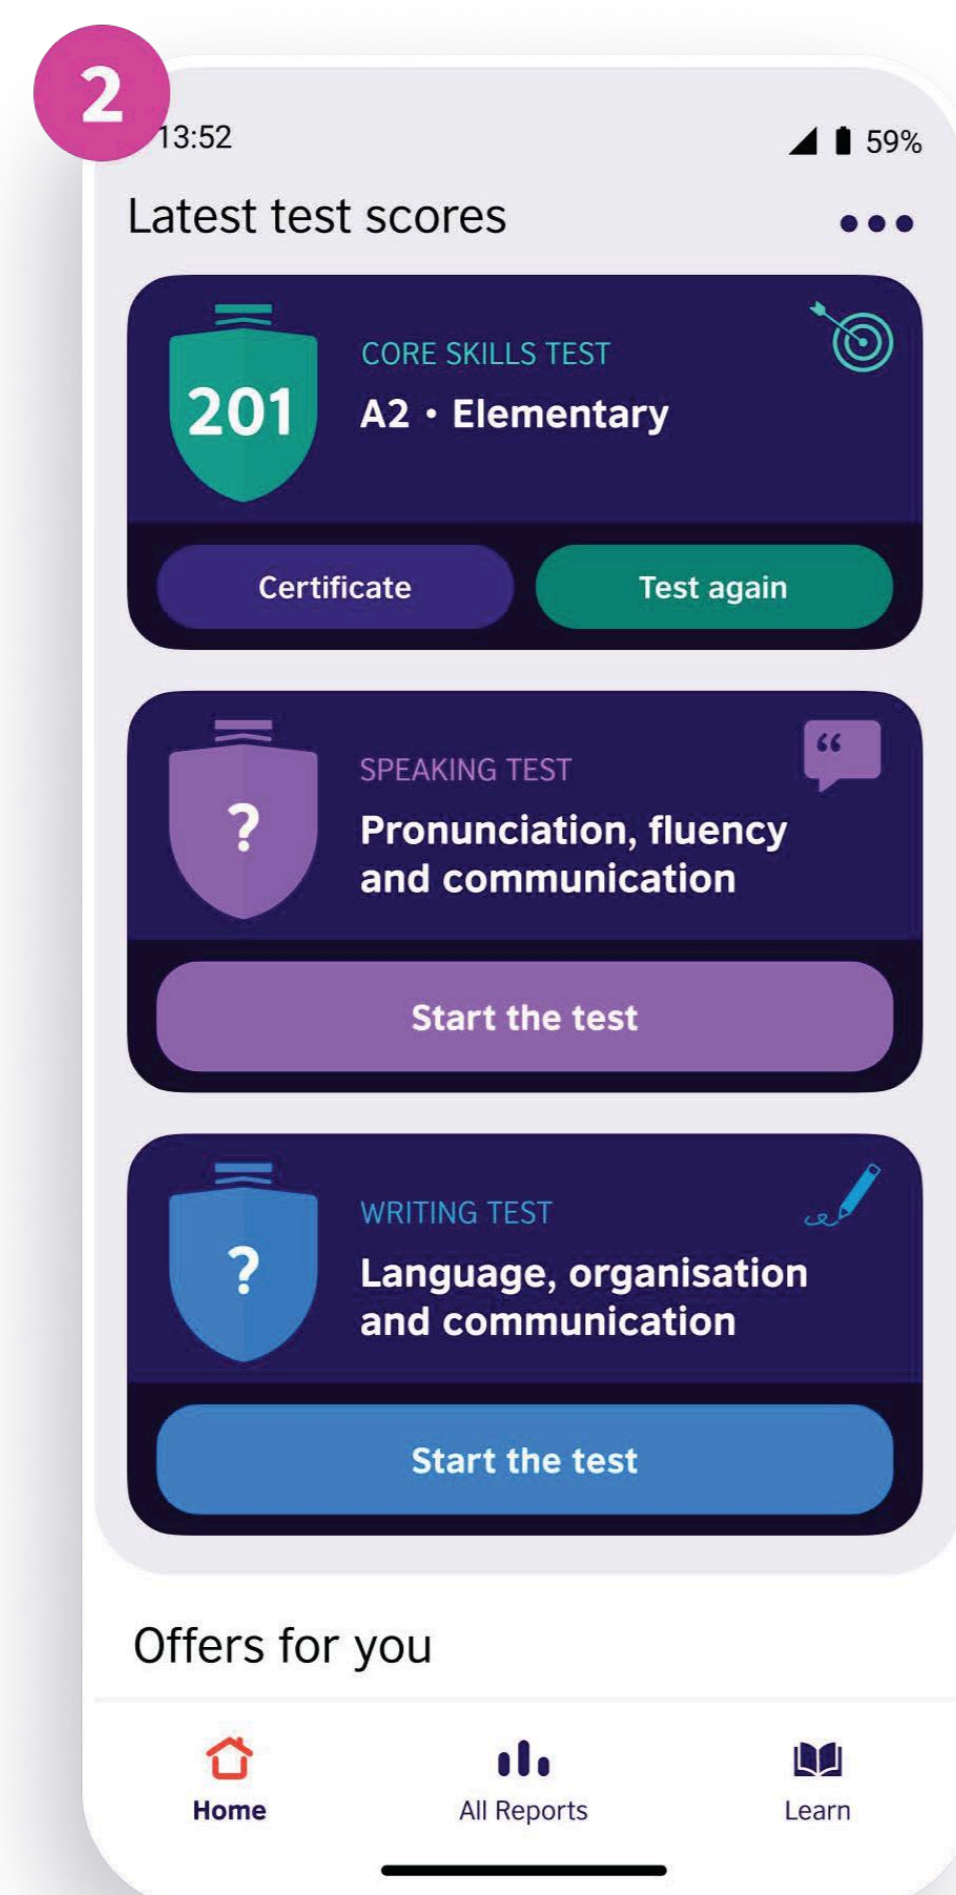 2
13:52 59%
Latest test scores
201
CORE SKILLS TEST
A2 • Elementary
Certificate Test again
“
?
SPEAKING TEST
Pronunciation, fluency
and communication
Start the test
?
WRITING TEST
Language, organisation
and communication
Start the test
Offers for you
Home All Reports Learn